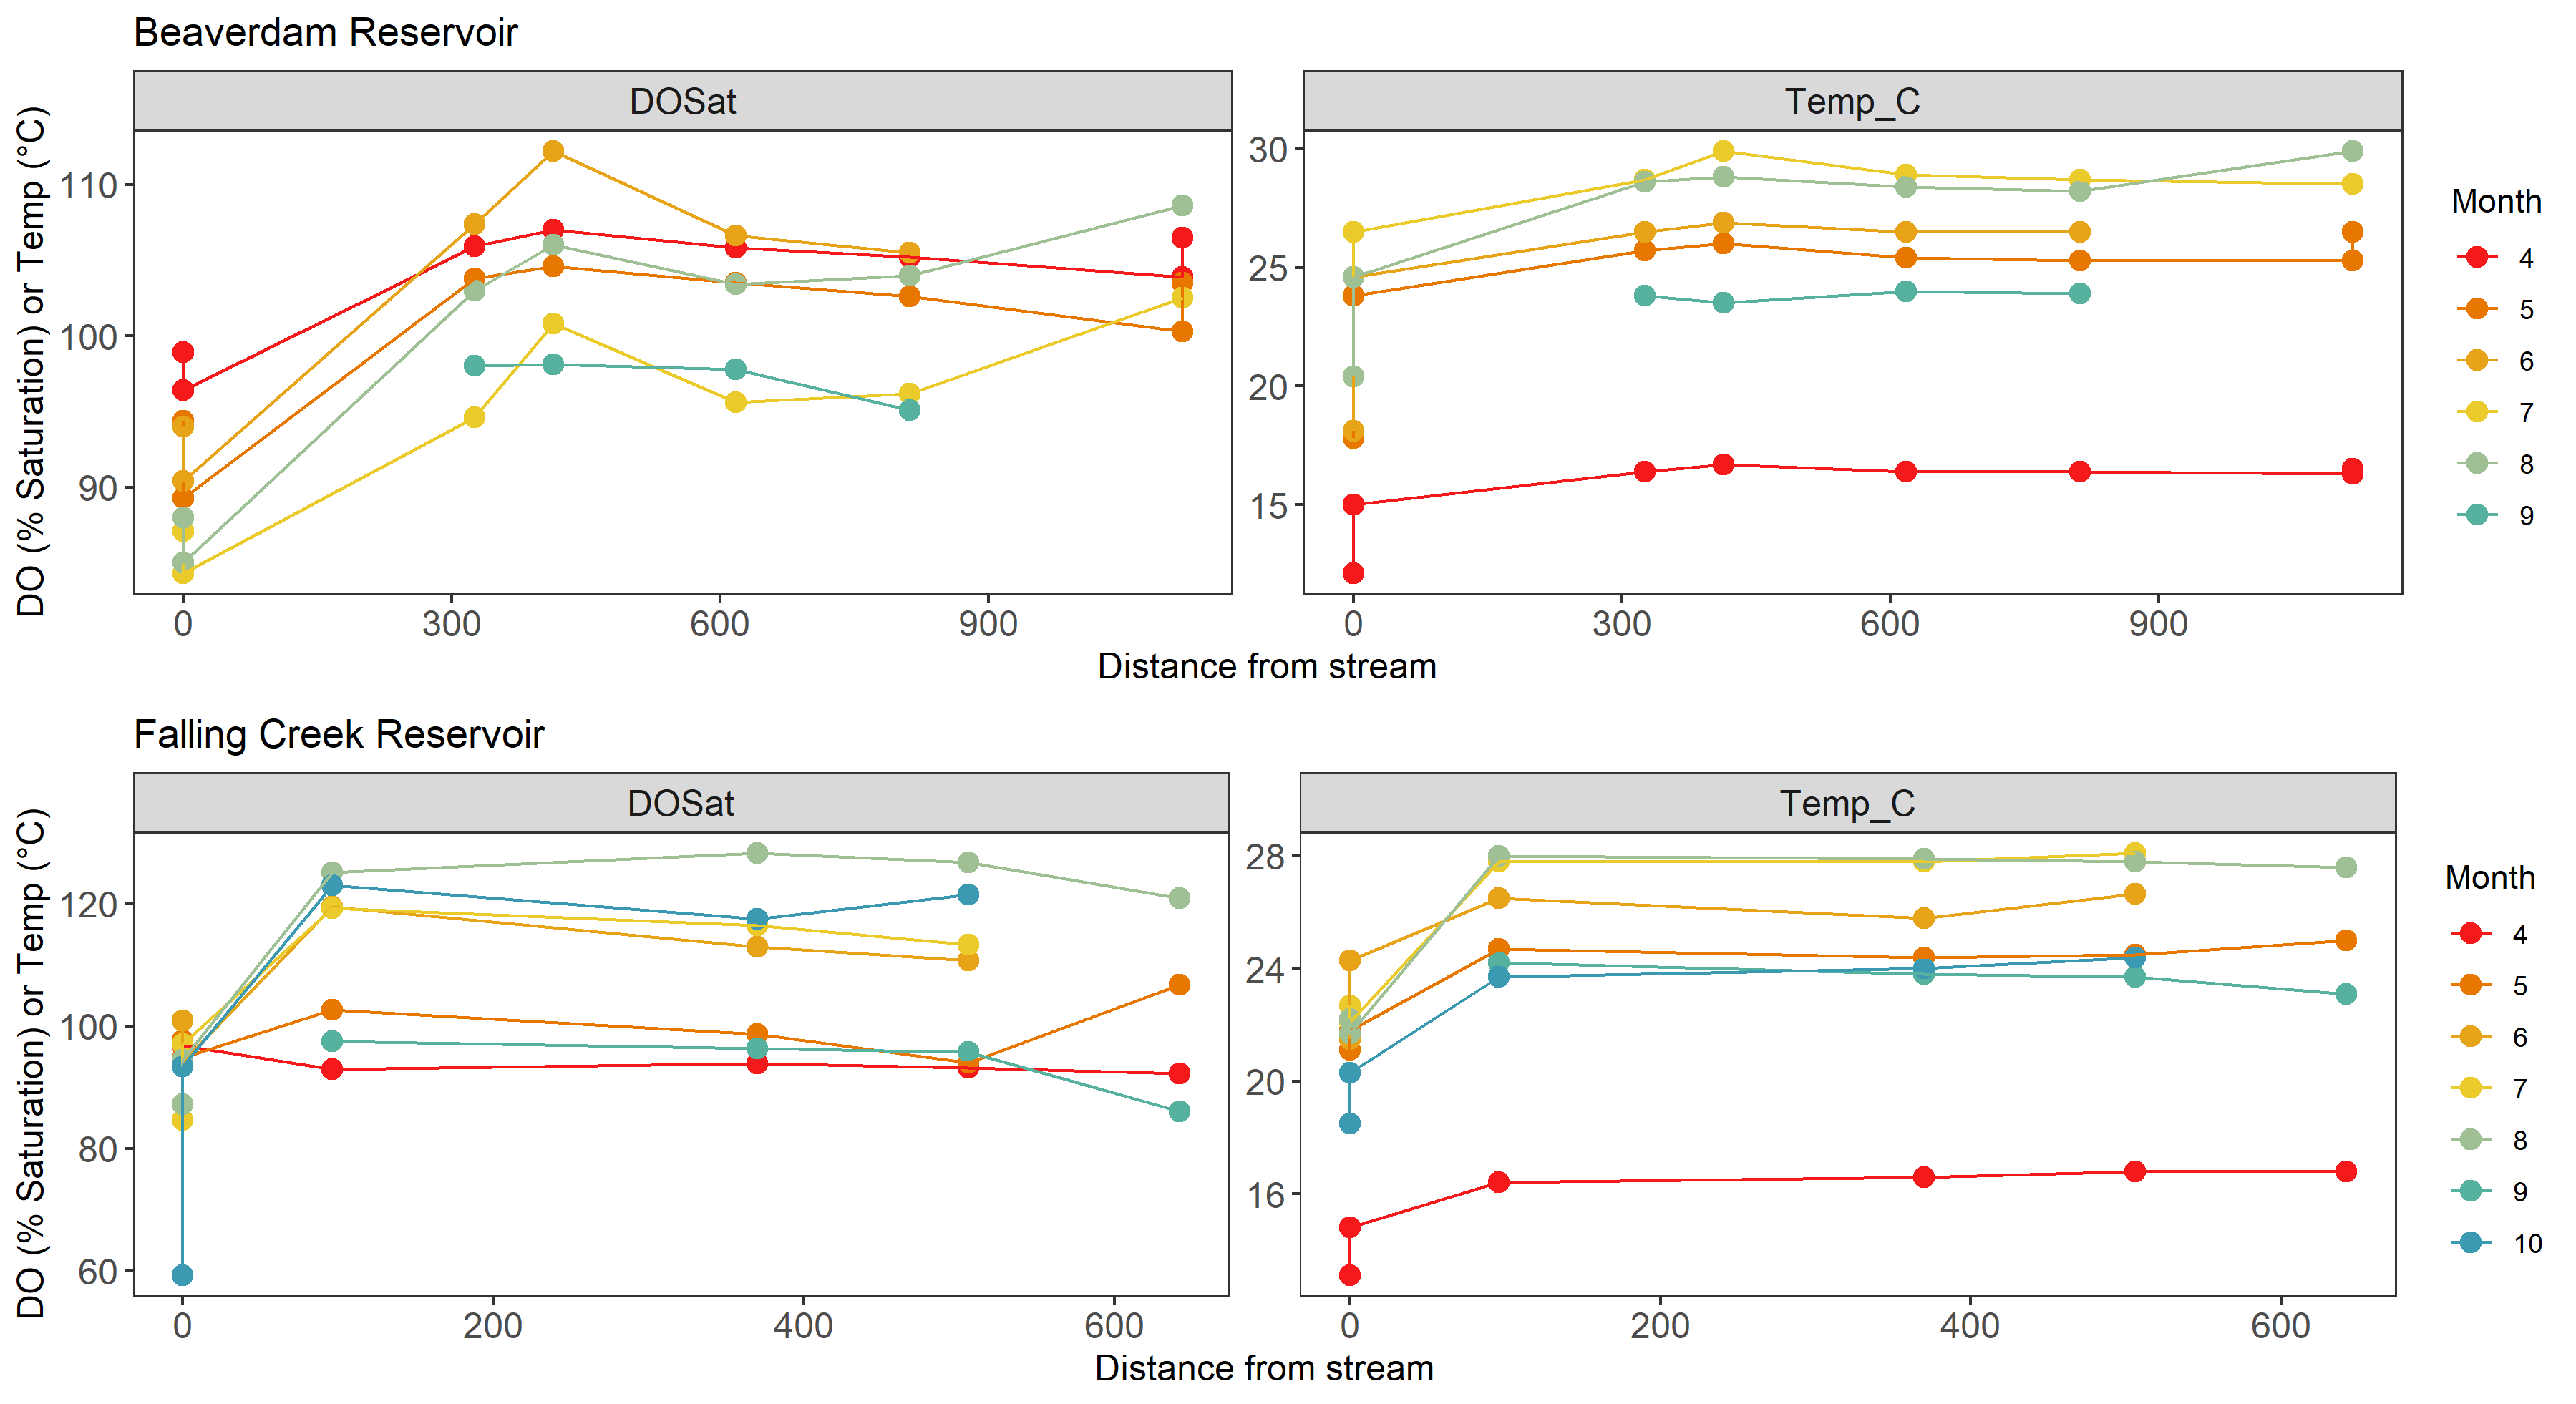 Beaverdam Reservoir
DOSat
Temp_C
DO (% Saturation) or Temp (°C)
110
100
90
30
25
20
15
0 300 600 900
0 300 600 900
Distance from stream
Month
4
5
6
7
8
9
Falling Creek Reservoir
DOSat
Temp_C
DO (% Saturation) or Temp (°C)
120
100
80
60
28
24
20
16
0 200 400 600
0 200 400 600
Distance from stream
Month
4
5
6
7
8
9
10